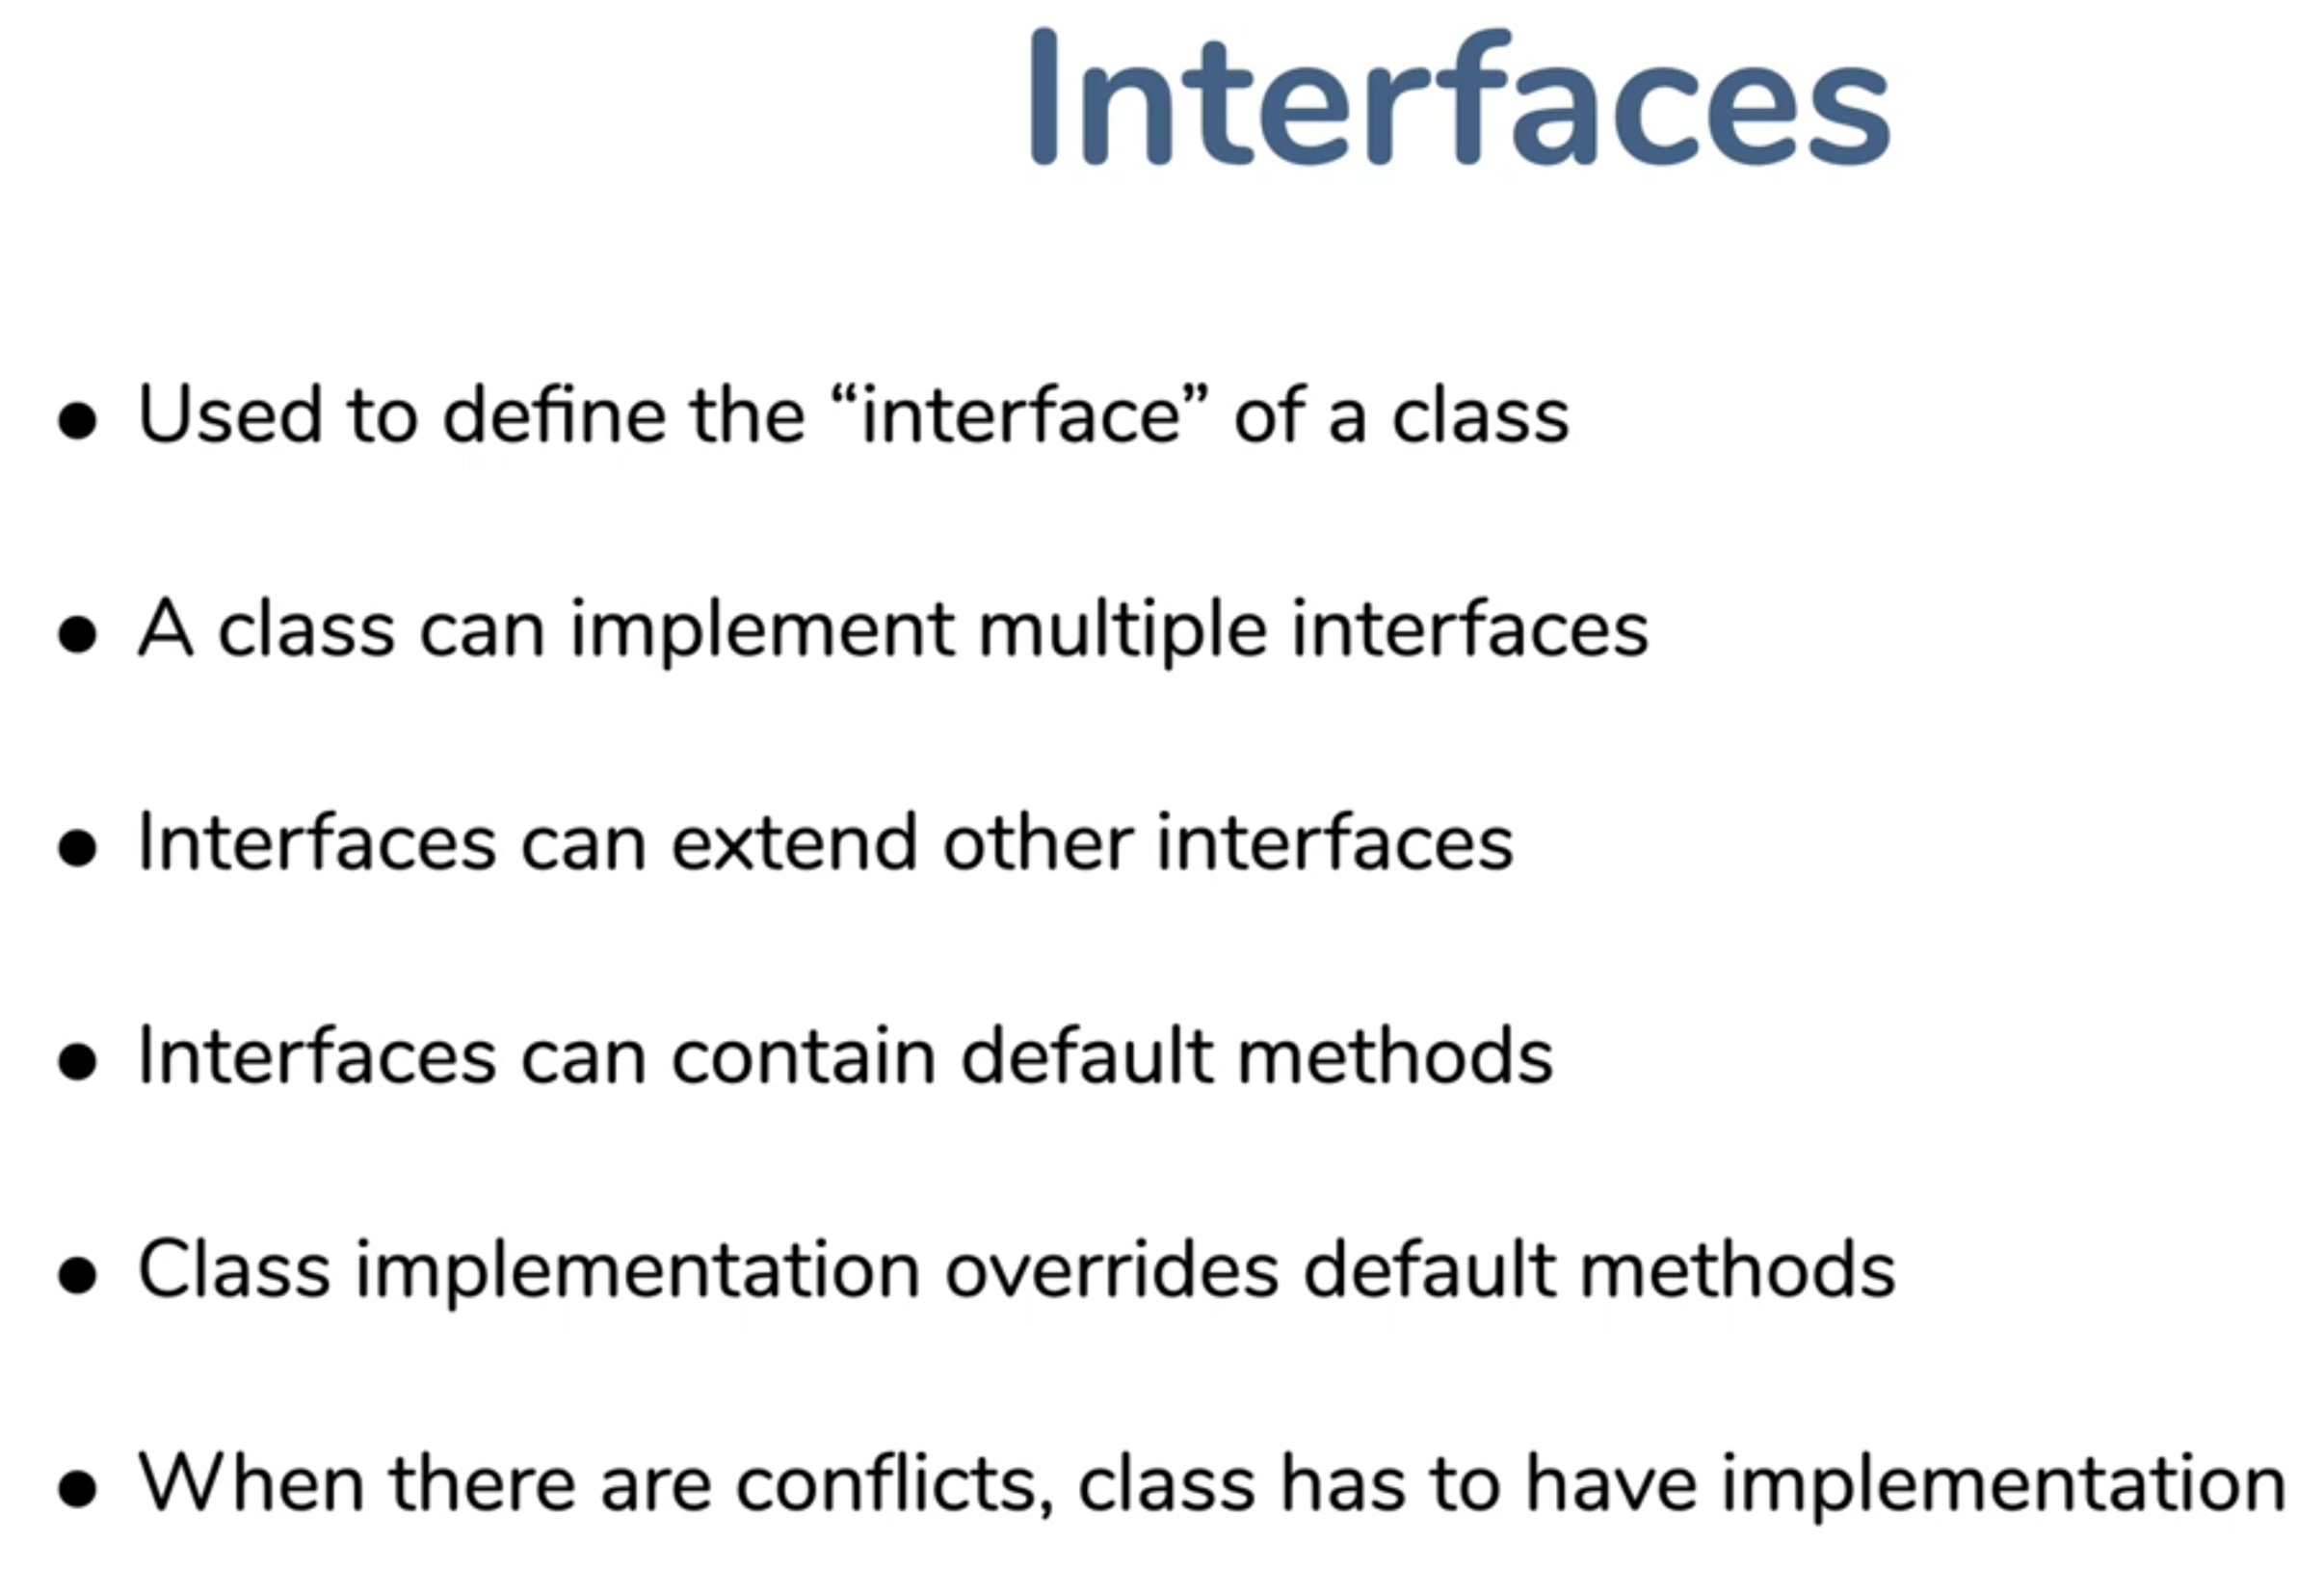 Interfaces
● Used to define the “interface” of a class
● A class can implement multiple interfaces
● Interfaces can extend other interfaces
● Interfaces can contain default methods
● Class implementation overrides default methods
● When there are conflicts, class has to have implementation